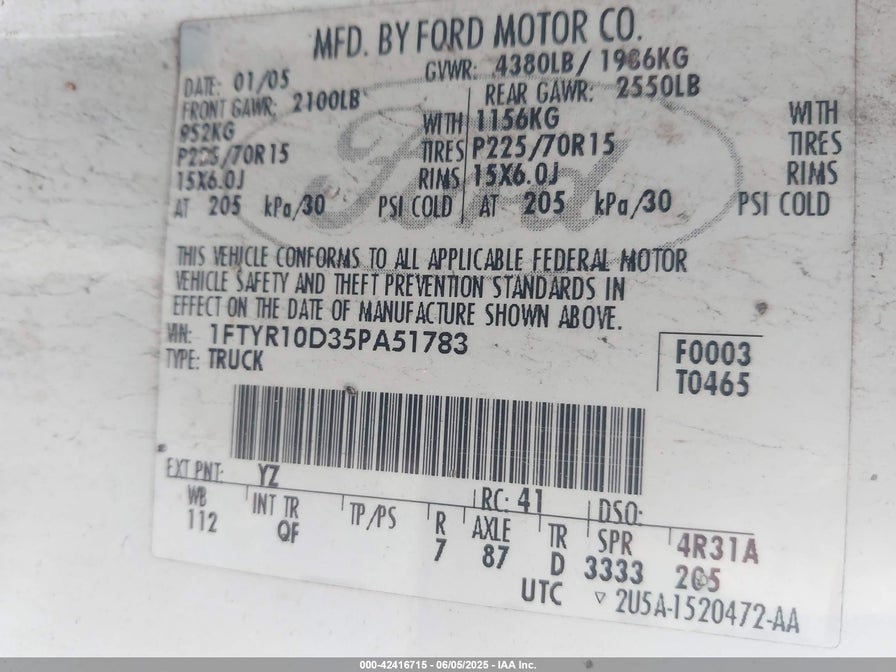 MFD. BY FORD MOTOR CO.
DATE: 01/05 GVWR: 4380LB/ 1986KG
FRONT GAWR: 2100LB REAR GAWR: 2550LB
952KG WITH 1156KG WITH
P225/70R15 TIRES P225/70R15 TIRES
15X6.0J RIMS 15X6.0J RIMS
AT 205 kPa/30 PSI COLD AT 205 kPa/30 PSI COLD
Ford
THIS VEHICLE CONFORMS TO ALL APPLICABLE FEDERAL MOTOR
VEHICLE SAFETY AND THEFT PREVENTION STANDARDS IN
EFFECT ON THE DATE OF MANUFACTURE SHOWN ABOVE.
VIN: 1FTYR10D35PA51783
TYPE: TRUCK
F0003
T0465
EXT PNT: YZ RC: 41 DSO:
WB INT TR TP/PS R AXLE TR SPR 4R31A
112 QF 7 87 D 3333 205
UTC ▽ 2U5A-1520472-AA
000-42416715 - 06/05/2025 - IAA Inc.